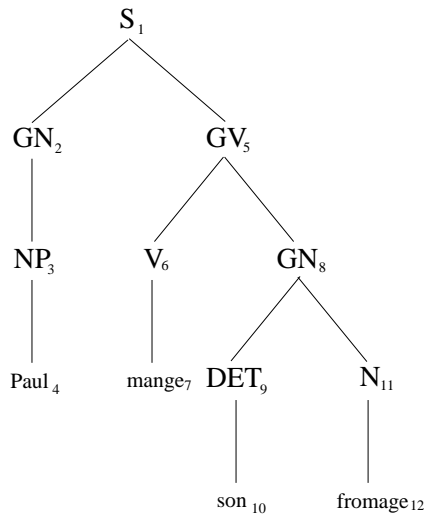 S₁
GN₂ GV₅
NP₃ V₆ GN₈
Paul₄ mange₇ DET₉ N₁₁
son₁₀ fromage₁₂